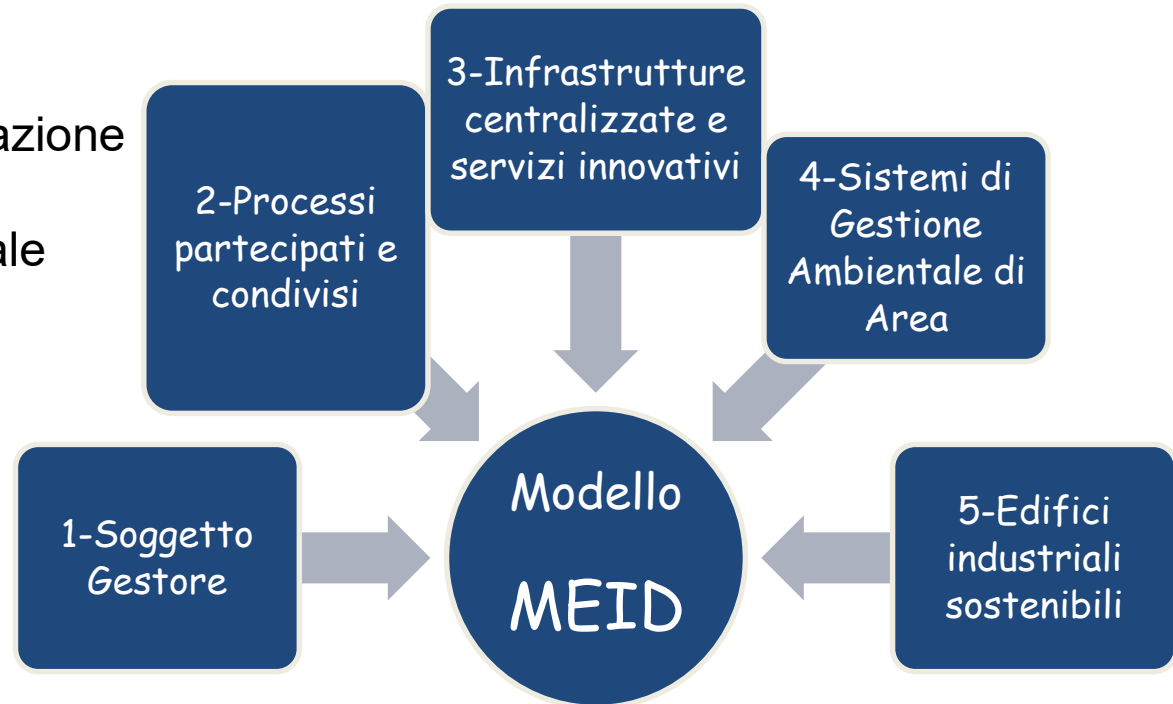 azione
ale
3-Infrastrutture
centralizzate e
servizi innovativi
2-Processi
partecipati e
condivisi
4-Sistemi di
Gestione
Ambientale di
Area
1-Soggetto
Gestore
Modello
MEID
5-Edifici
industriali
sostenibili